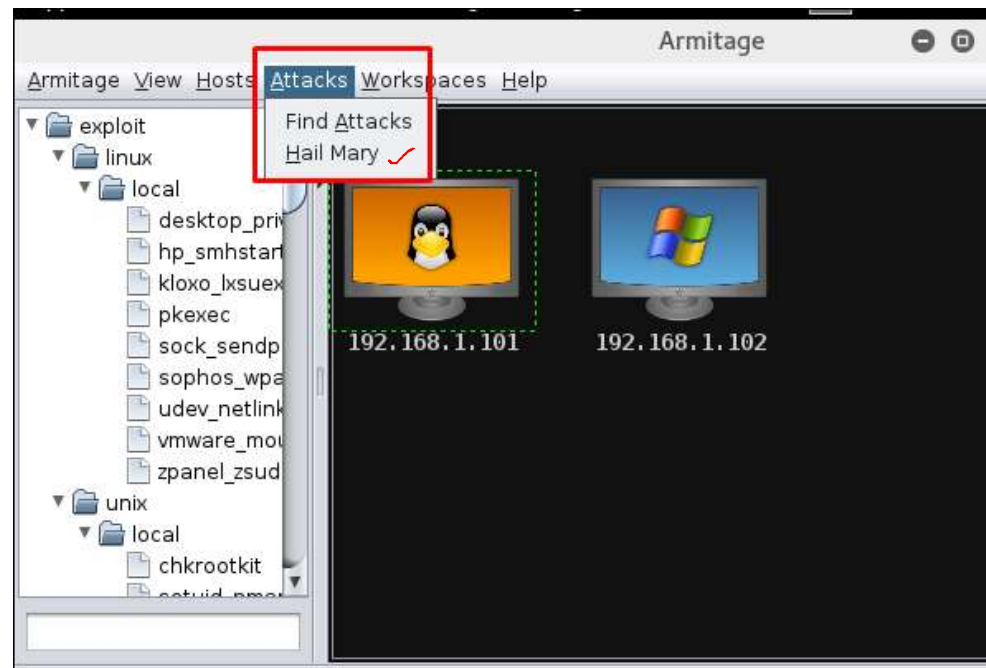 Armitage
Armitage View Hosts Attacks Workspaces Help
Find Attacks
Hail Mary
exploit
linux
local
desktop_priv
hp_smhstart
kloxo_lxsuex
pkexec
sock_sendp
sophos_wpa
udev_netlink
vmware_mou
zpanel_zsud
unix
local
chkrootkit
192.168.1.101
192.168.1.102